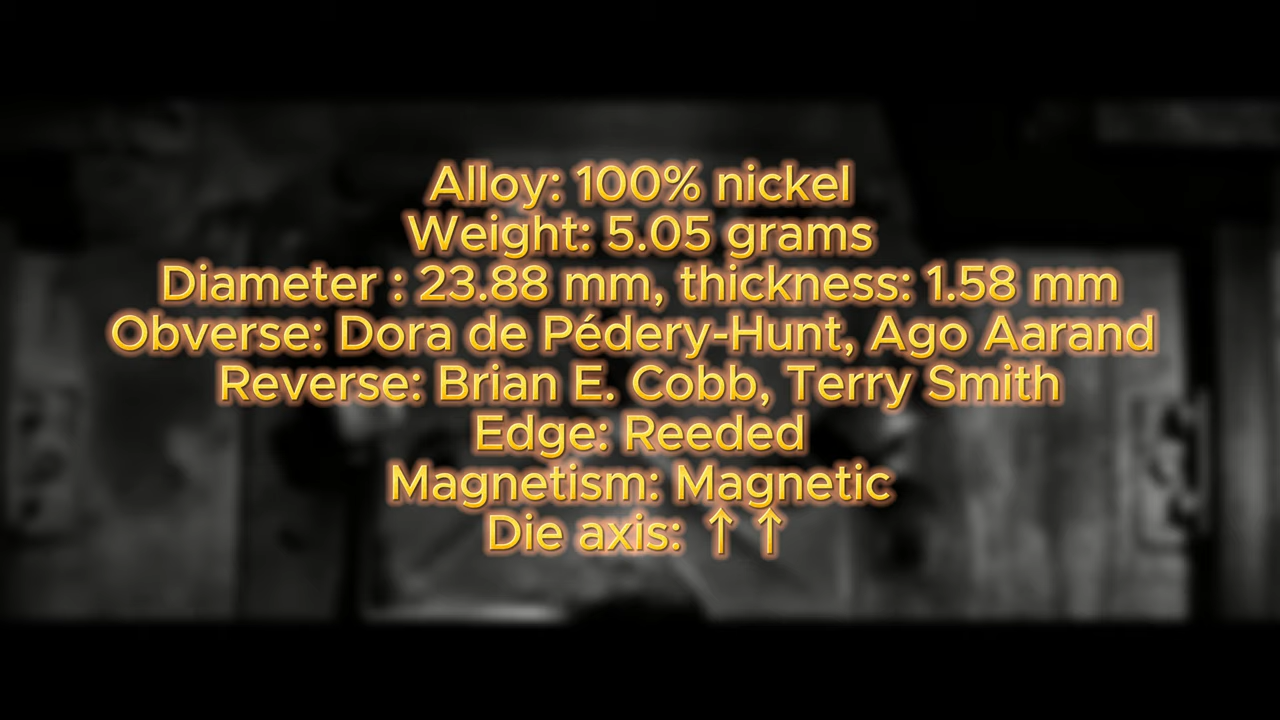 Alloy: 100% nickel
Weight: 5.05 grams
Diameter : 23.88 mm, thickness: 1.58 mm
Obverse: Dora de Pédery-Hunt, Ago Aarand
Reverse: Brian E. Cobb, Terry Smith
Edge: Reeded
Magnetism: Magnetic
Die axis: ↑ ↑